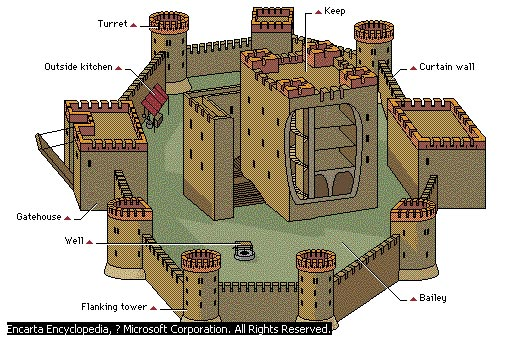 Keep
Turret
Outside kitchen
Curtain wall
Gatehouse
Well
Bailey
Flanking tower
Encarta Encyclopedia, ? Microsoft Corporation. All Rights Reserved.